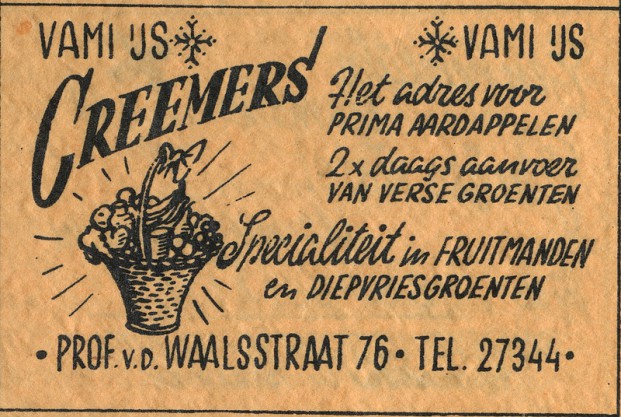 VAMI IJS VAMI IJS
CREEMERS'
Het adres voor
PRIMA AARDAPPELEN
2x daags aanvoer
VAN VERSE GROENTEN
Specialiteit in FRUITMANDEN
en DIEPVRIESGROENTEN
• PROF. v.D. WAALSSTRAAT 76 • TEL. 27344 •